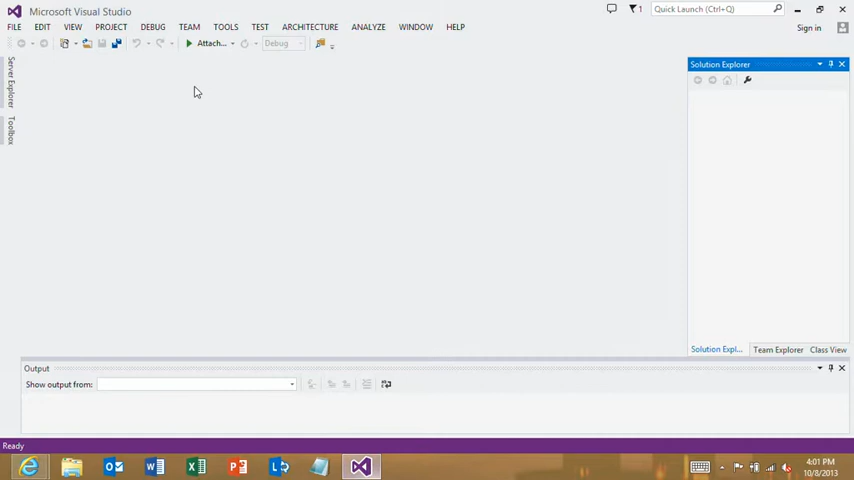 Microsoft Visual Studio
1
Quick Launch (Ctrl+Q)
FILE EDIT VIEW PROJECT DEBUG TEAM TOOLS TEST ARCHITECTURE ANALYZE WINDOW HELP
Sign in
Attach...
Debug
Server Explorer
Toolbox
Solution Explorer
Solution Expl...
Team Explorer
Class View
Output
Show output from:
Ready
4:01 PM
10/8/2013